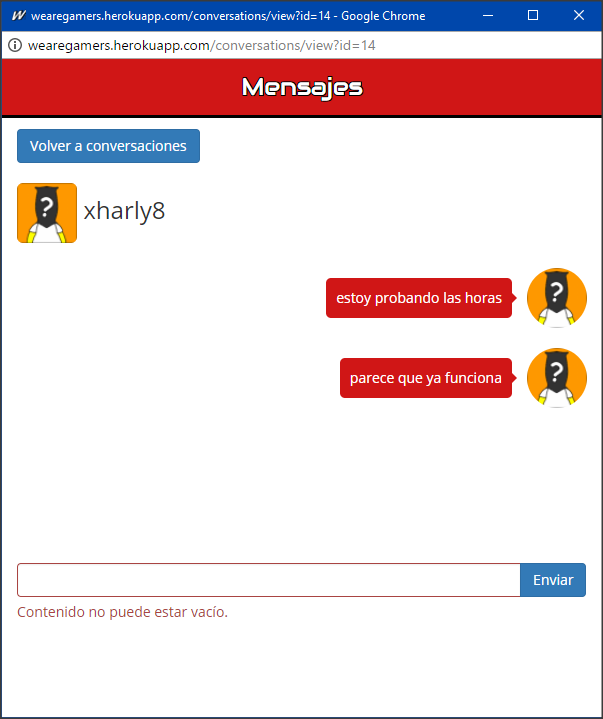 wearegamers.herokuapp.com/conversations/view?id=14 - Google Chrome
wearegamers.herokuapp.com/conversations/view?id=14
Mensajes
Volver a conversaciones
xharly8
estoy probando las horas
parece que ya funciona
Enviar
Contenido no puede estar vacío.